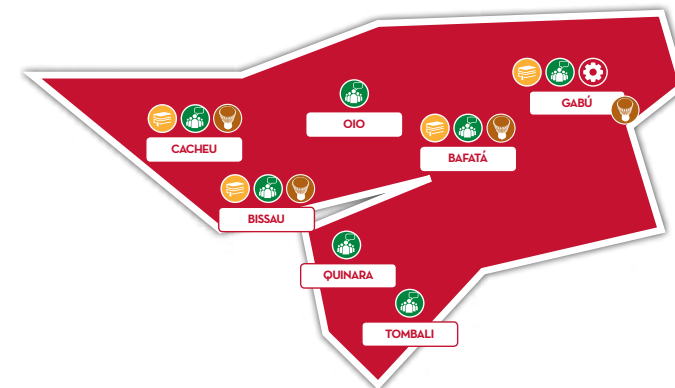 GABÚ
OIO
CACHEU
BAFATÁ
BISSAU
QUINARA
TOMBALI